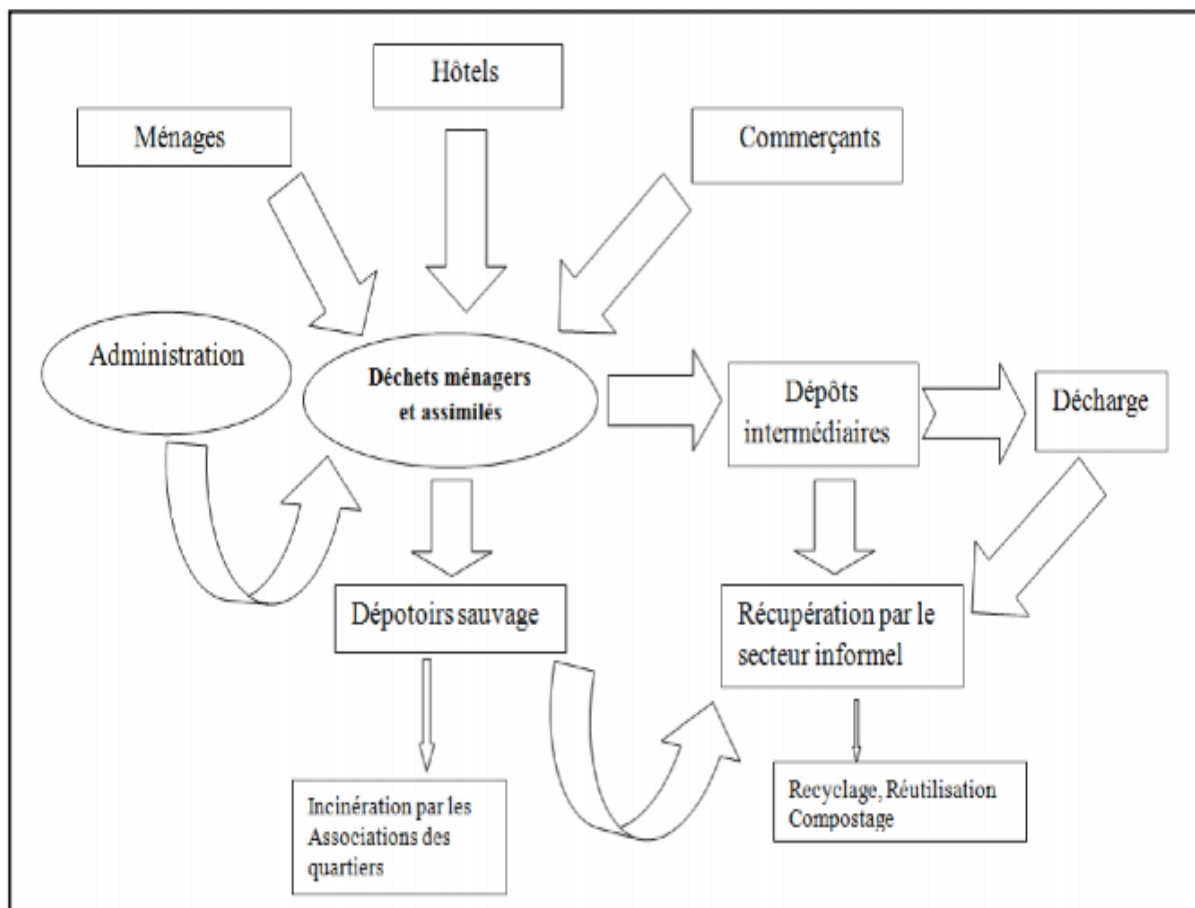 Hôtels
Ménages
Commerçants
Administration
Déchets ménagers
et assimilés
Dépôts
intermédiaires
Décharge
Dépotoirs sauvage
Récupération par le
secteur informel
Incinération par les
Associations des
quartiers
Recyclage, Réutilisation
Compostage